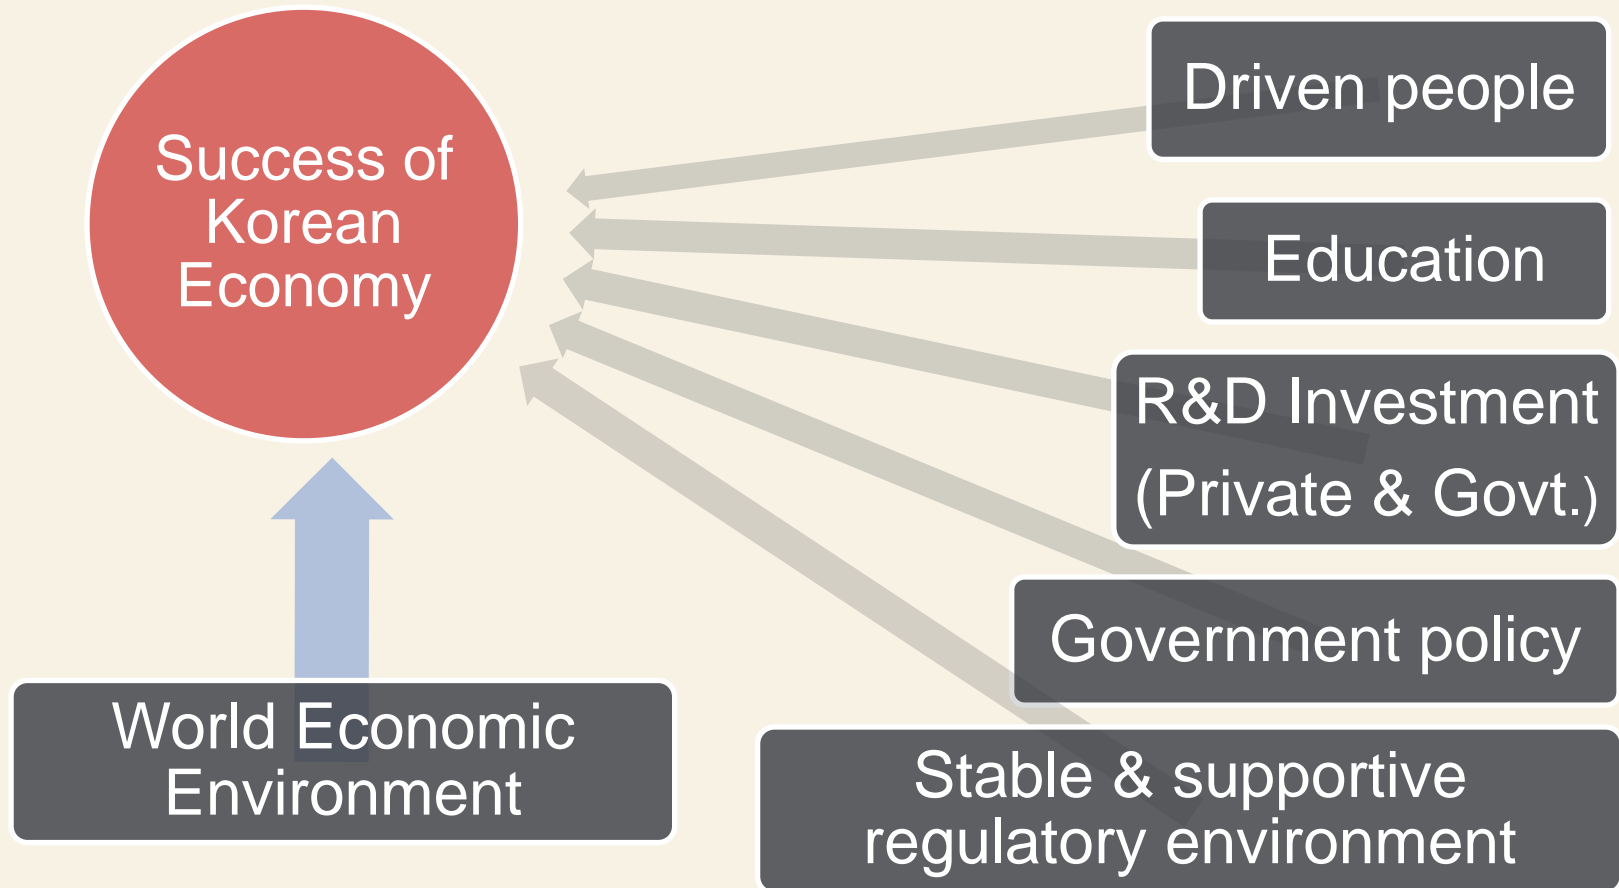 Success of
Korean
Economy
Driven people
Education
R&D Investment
(Private & Govt.)
Government policy
Stable & supportive
regulatory environment
World Economic
Environment